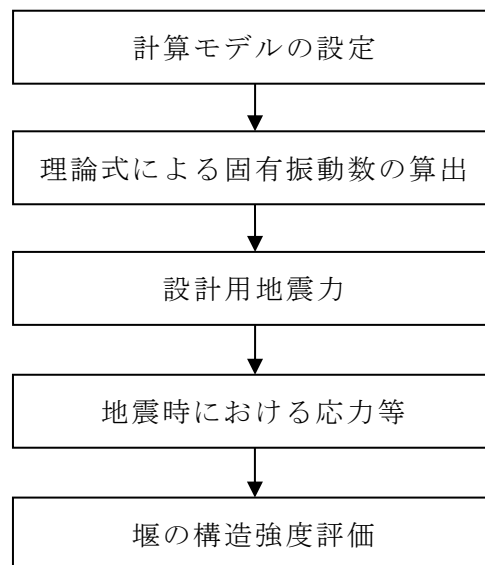 計算モデルの設定
理論式による固有振動数の算出
設計用地震力
地震時における応力等
堰の構造強度評価